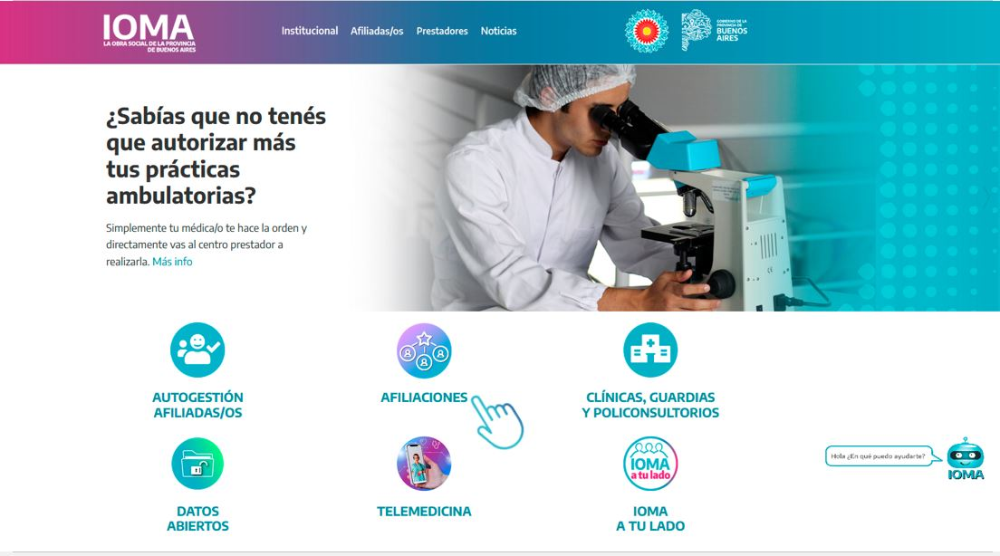 IOMA
LA OBRA SOCIAL DE LA PROVINCIA
DE BUENOS AIRES
Institucional Afiliadas/os Prestadores Noticias
GOBIERNO DE LA
PROVINCIA DE
BUENOS
AIRES
¿Sabías que no tenés
que autorizar más
tus prácticas
ambulatorias?
Simplemente tu médica/o te hace la orden y
directamente vas al centro prestador a
realizarla. Más info
AUTOGESTIÓN
AFILIADAS/OS
AFILIACIONES
CLÍNICAS, GUARDIAS
Y POLICONSULTORIOS
IOMA
a tu lado
Hola ¿En qué puedo ayudarte?
IOMA
DATOS
ABIERTOS
TELEMEDICINA
IOMA
A TU LADO